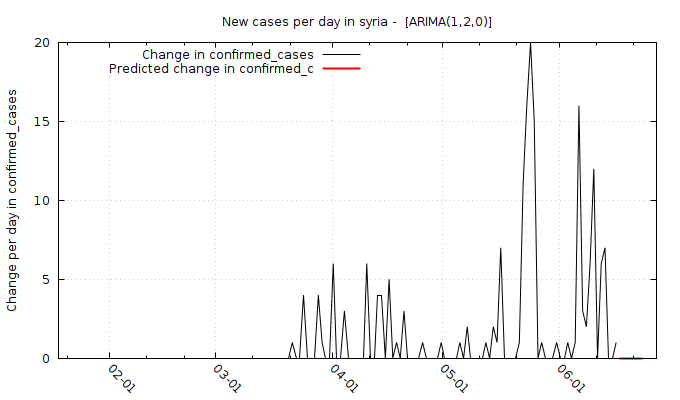 New cases per day in syria -  [ARIMA(1,2,0)]
Change in confirmed_cases
Predicted change in confirmed_c
Change per day in confirmed_cases
20
15
10
5
0
02-01
03-01
04-01
05-01
06-01